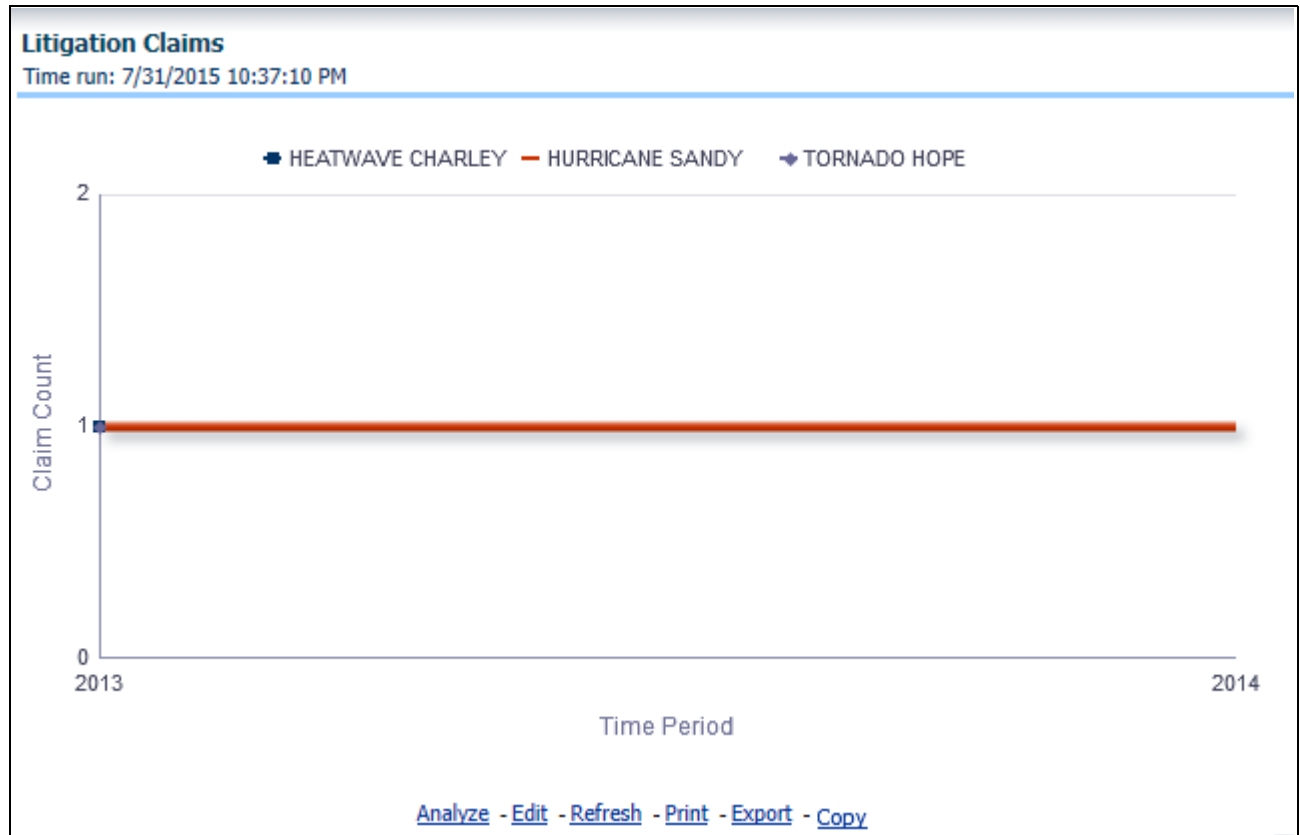 Litigation Claims
Time run: 7/31/2015 10:37:10 PM
HEATWAVE CHARLEY HURRICANE SANDY TORNADO HOPE
2
Claim Count
1
0
2013 2014
Time Period
Analyze - Edit - Refresh - Print - Export - Copy